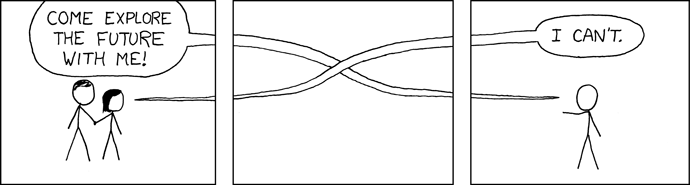 COME EXPLORE
THE FUTURE
WITH ME!
I CAN'T.